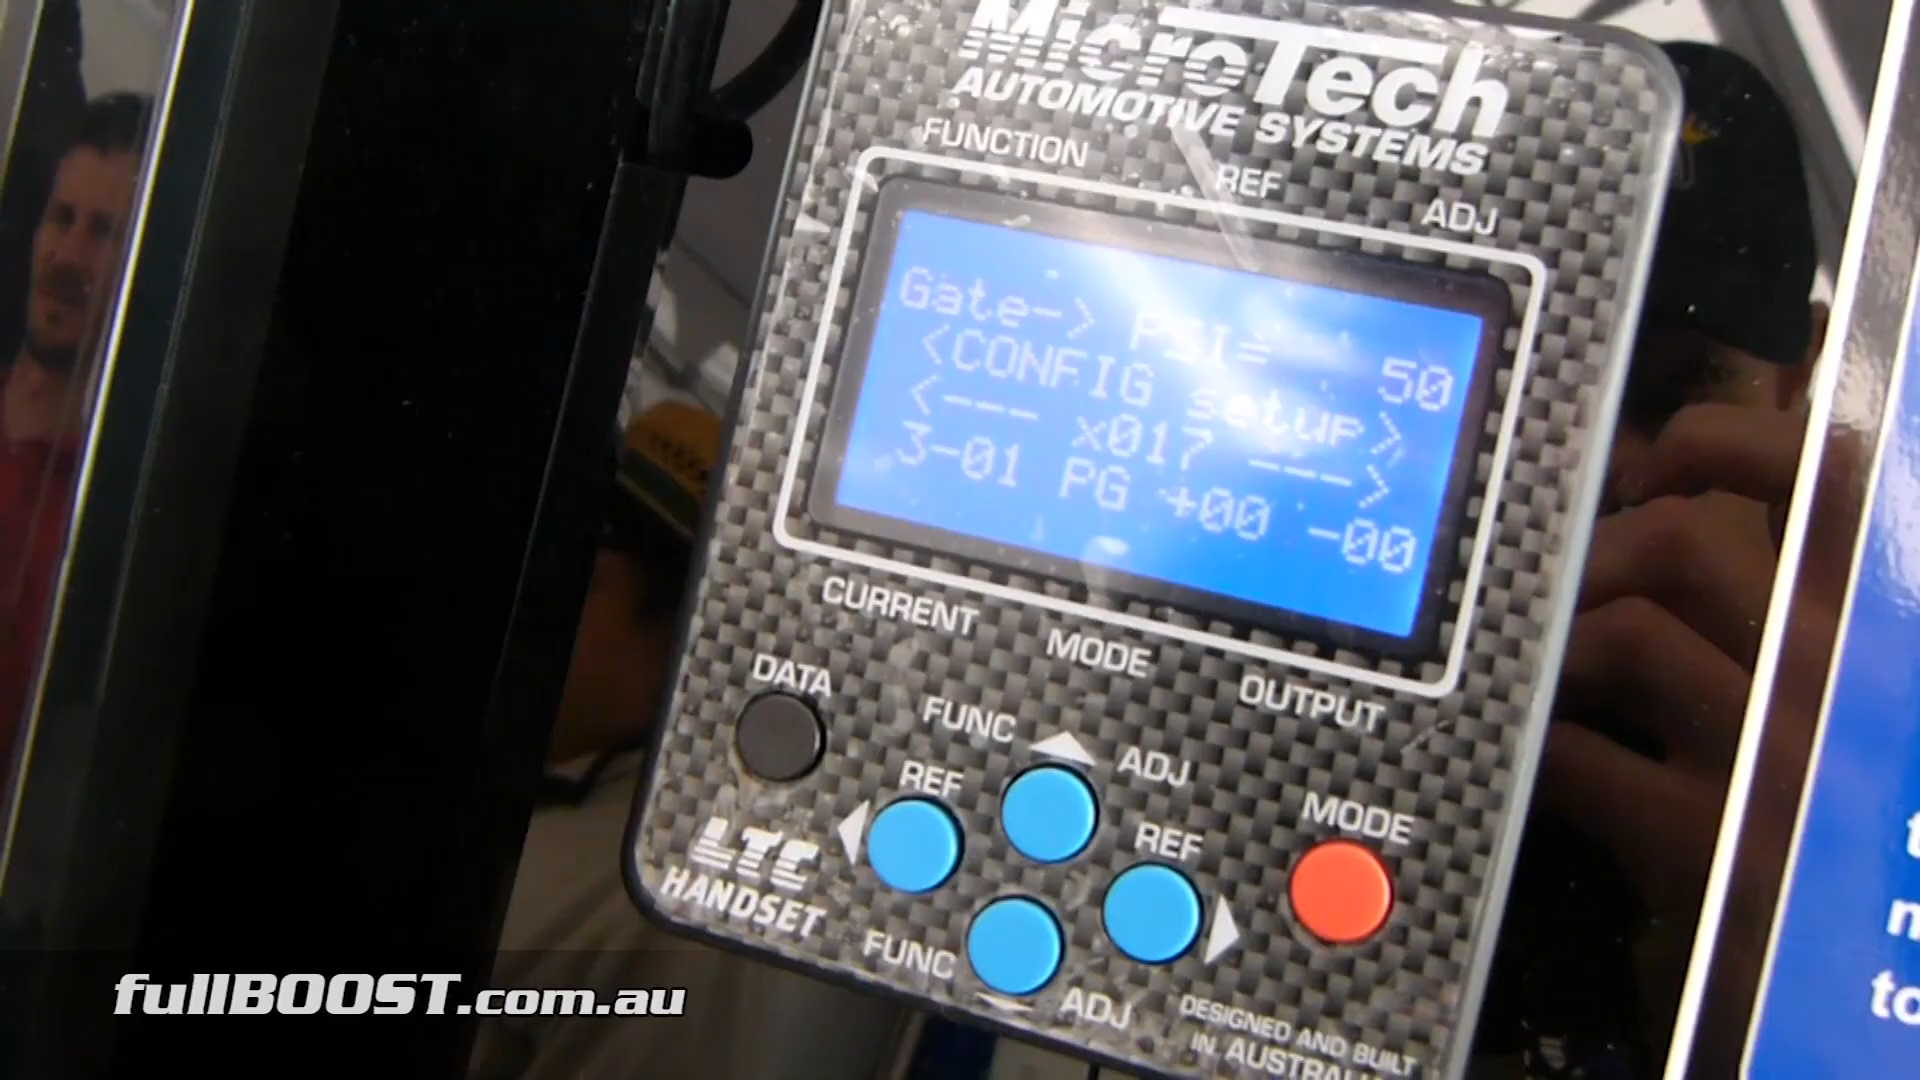 MicroTech
AUTOMOTIVE SYSTEMS
FUNCTION REF ADJ
Gate-> PSI= 50
<CONFIG setup>
<--- x017 --->
3-01 PG +00 -00
CURRENT MODE OUTPUT
DATA
FUNC ADJ
REF REF MODE
LTC
HANDSET
FUNC ADJ
DESIGNED AND BUILT
IN AUSTRALIA
fullBOOST.com.au
to